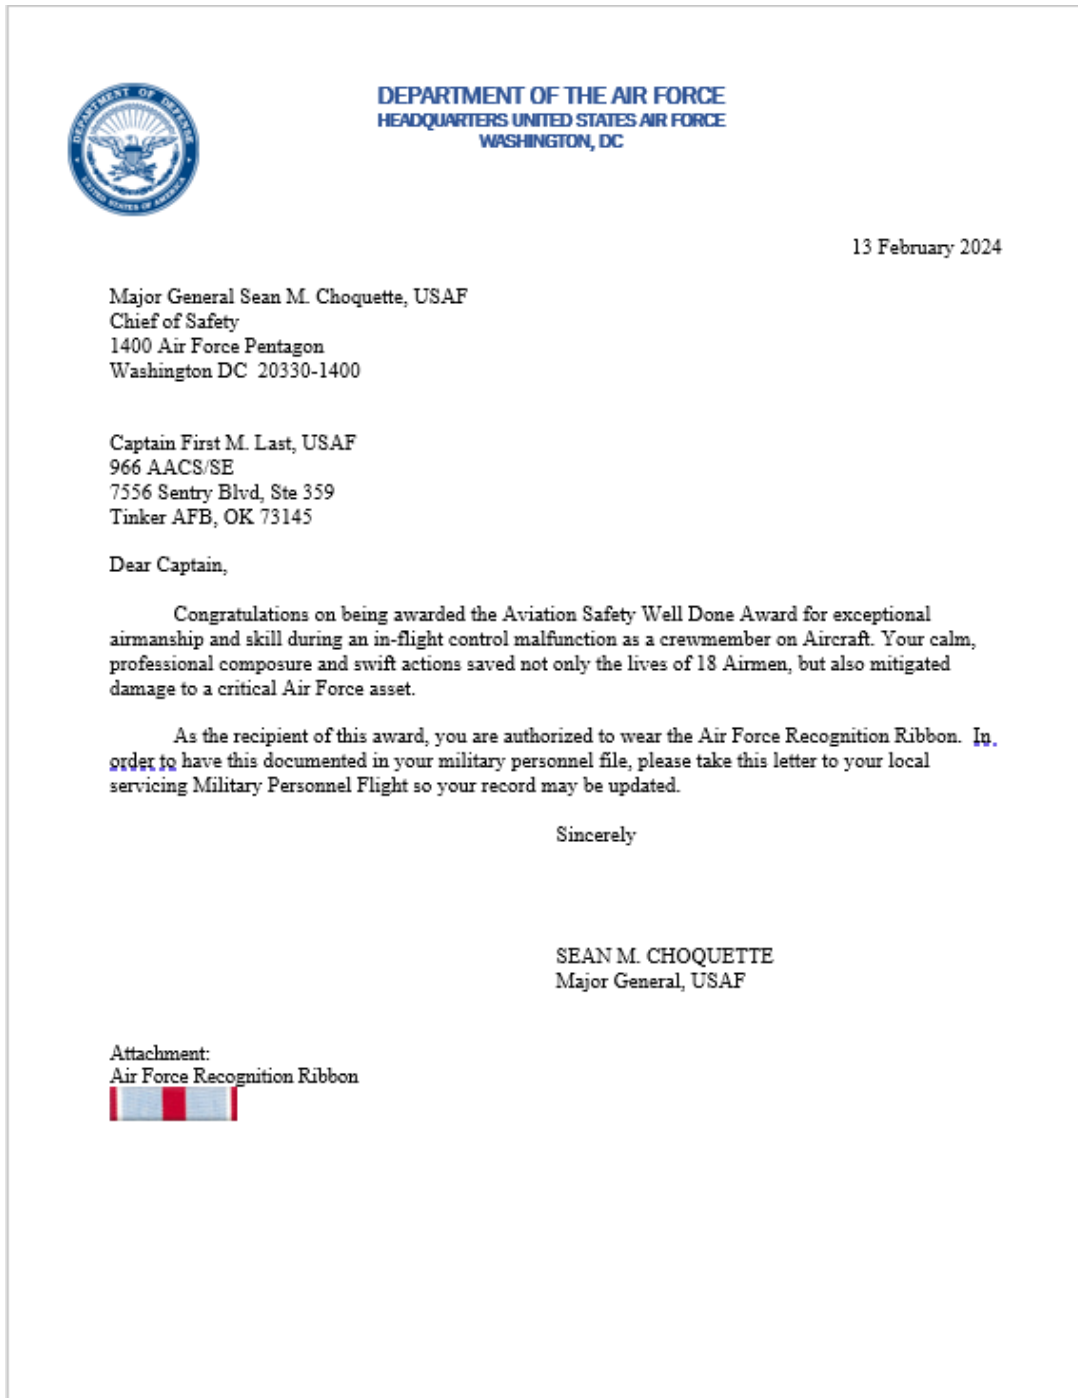 DEPARTMENT OF DEFENSE
UNITED STATES OF AMERICA
DEPARTMENT OF THE AIR FORCE
HEADQUARTERS UNITED STATES AIR FORCE
WASHINGTON, DC
13 February 2024
Major General Sean M. Choquette, USAF
Chief of Safety
1400 Air Force Pentagon
Washington DC  20330-1400
Captain First M. Last, USAF
966 AACS/SE
7556 Sentry Blvd, Ste 359
Tinker AFB, OK 73145
Dear Captain,
Congratulations on being awarded the Aviation Safety Well Done Award for exceptional
airmanship and skill during an in-flight control malfunction as a crewmember on Aircraft. Your calm,
professional composure and swift actions saved not only the lives of 18 Airmen, but also mitigated
damage to a critical Air Force asset.
As the recipient of this award, you are authorized to wear the Air Force Recognition Ribbon.  In
order to have this documented in your military personnel file, please take this letter to your local
servicing Military Personnel Flight so your record may be updated.
Sincerely
SEAN M. CHOQUETTE
Major General, USAF
Attachment:
Air Force Recognition Ribbon